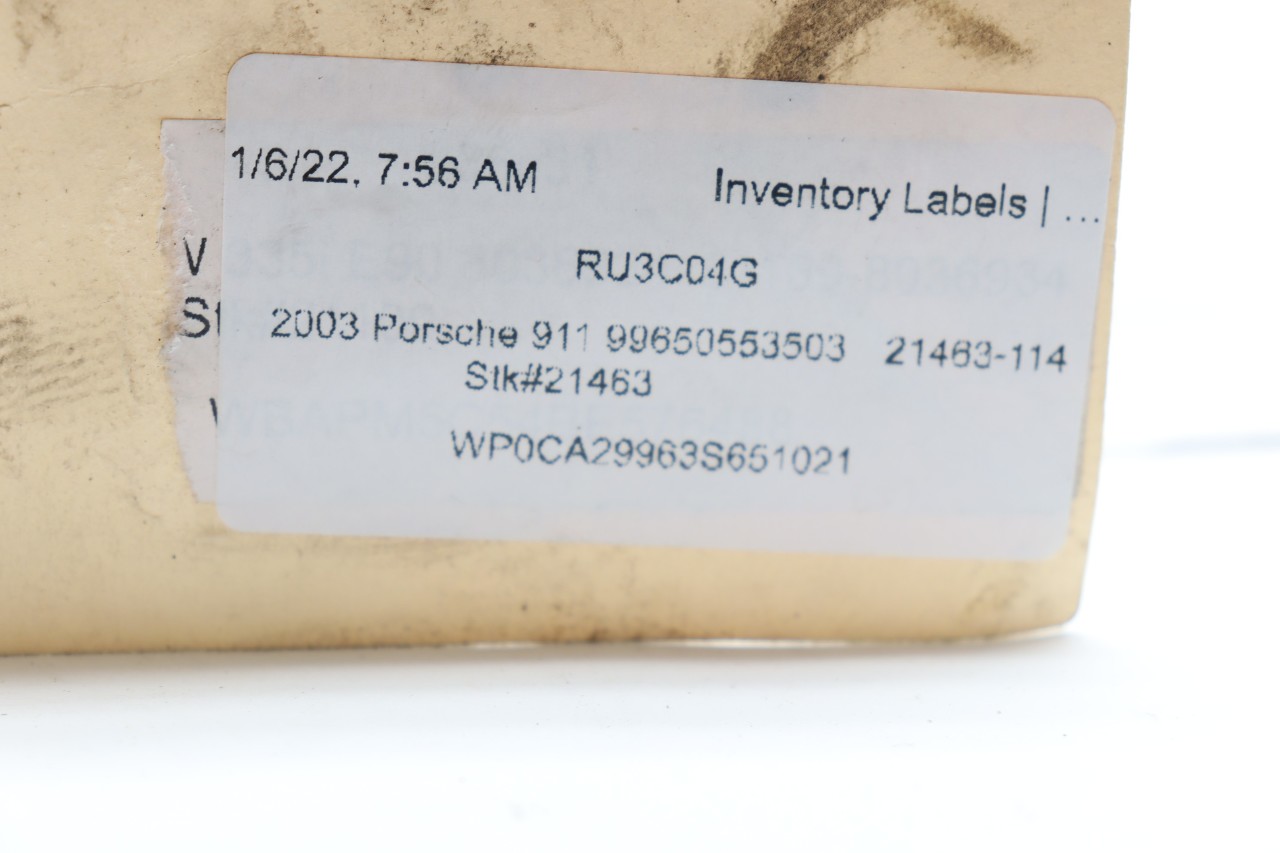 1/6/22, 7:56 AM Inventory Labels | ...
RU3C04G
2003 Porsche 911 99650553503 21463-114
Stk#21463
WP0CA29963S651021